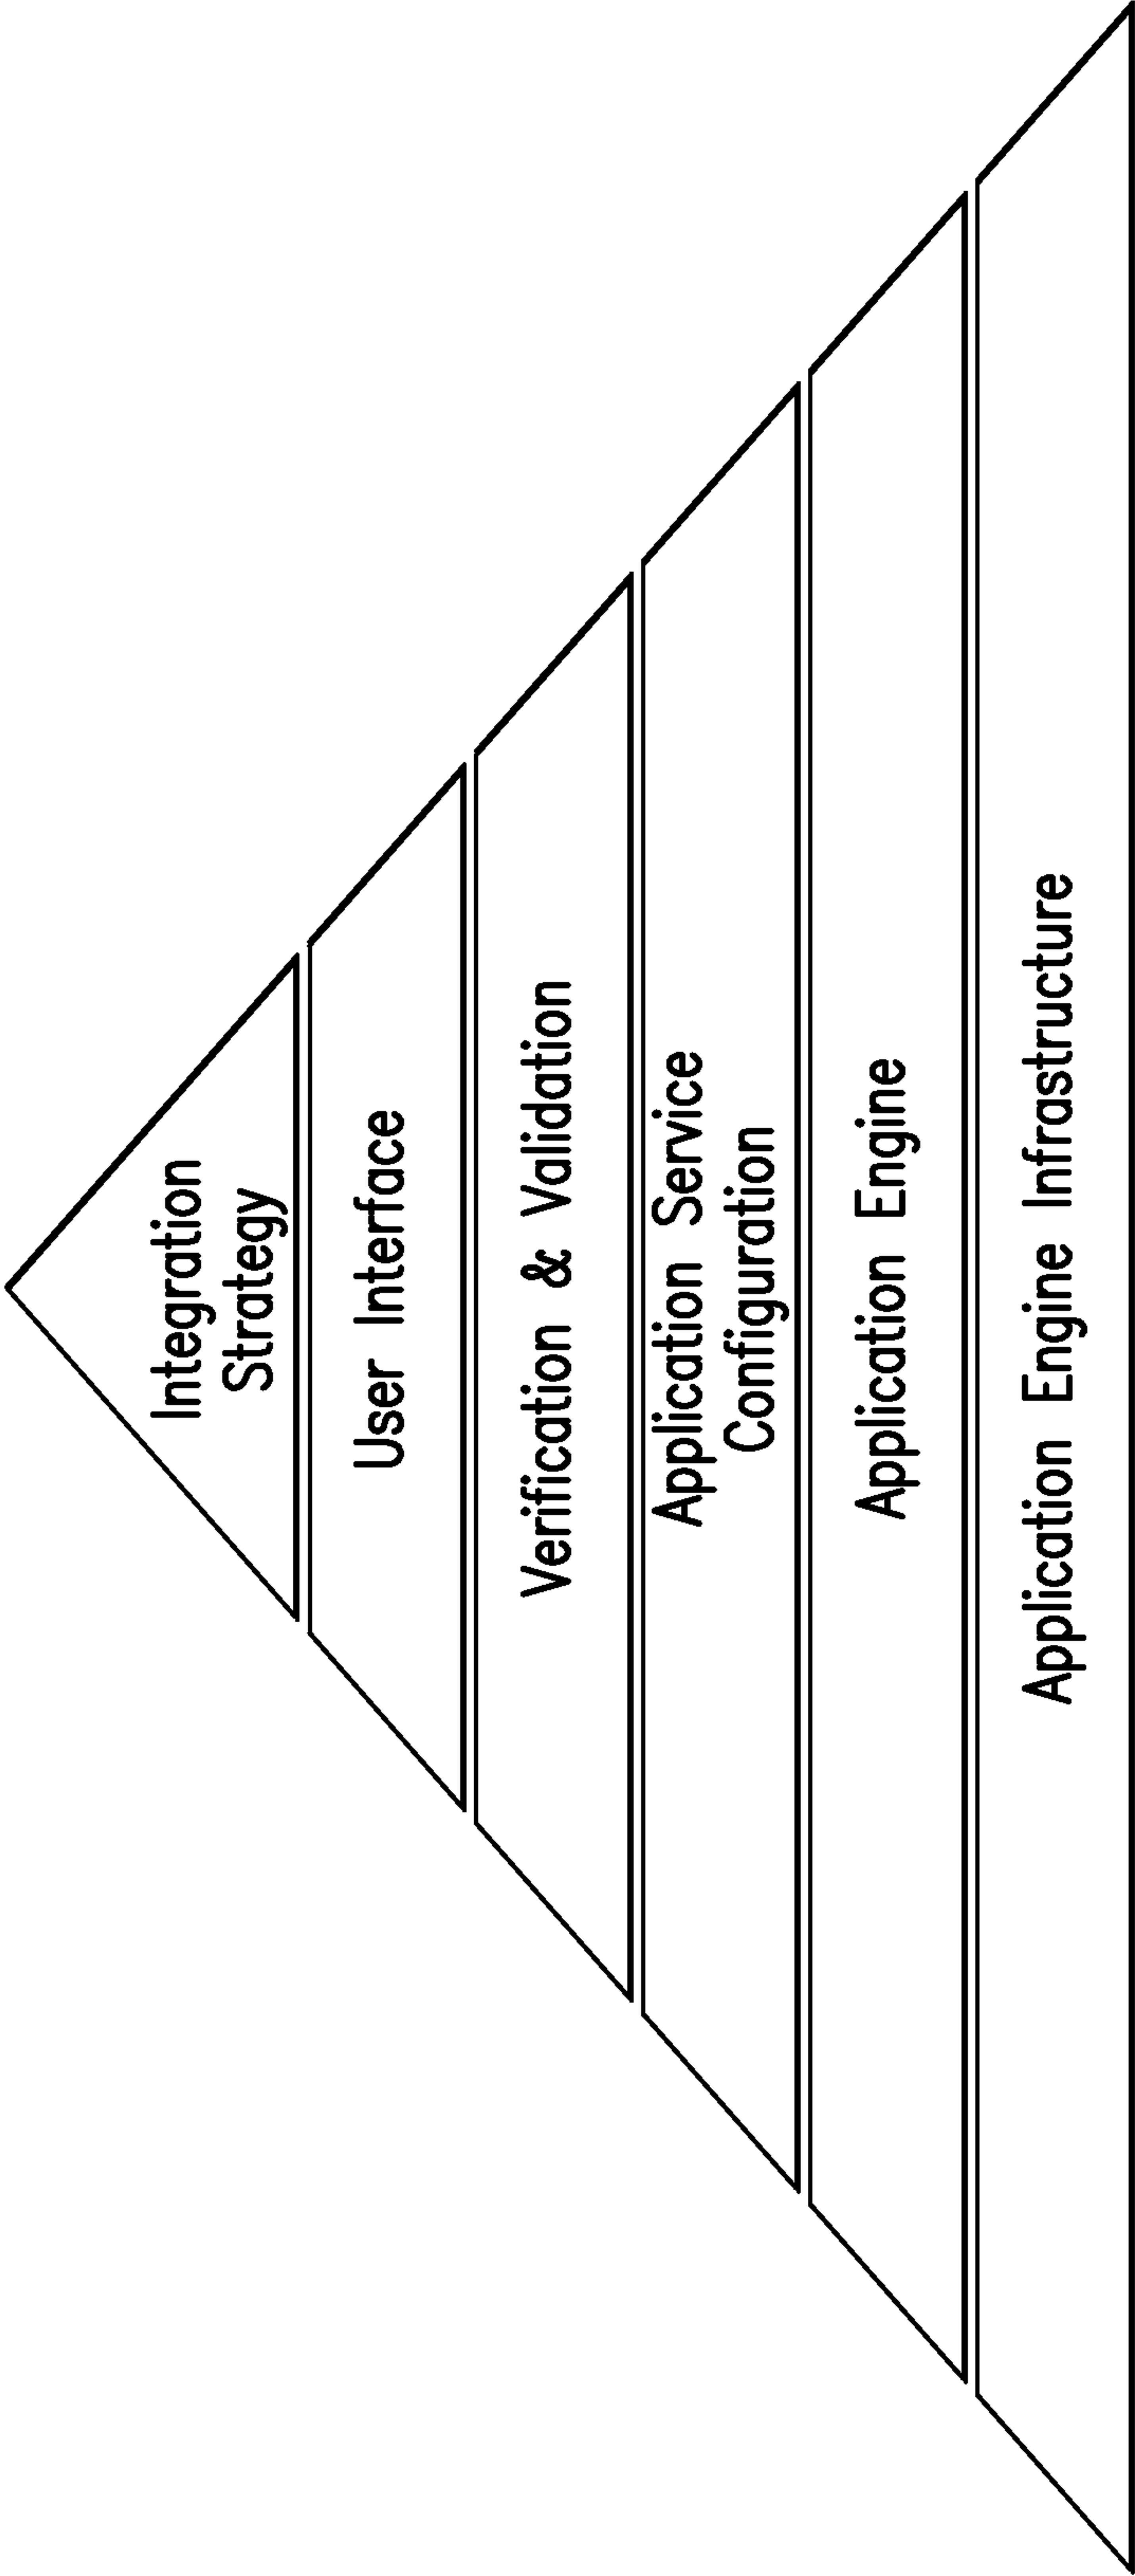 Integration
Strategy
User Interface
Verification & Validation
Application Service
Configuration
Application Engine
Application Engine Infrastructure